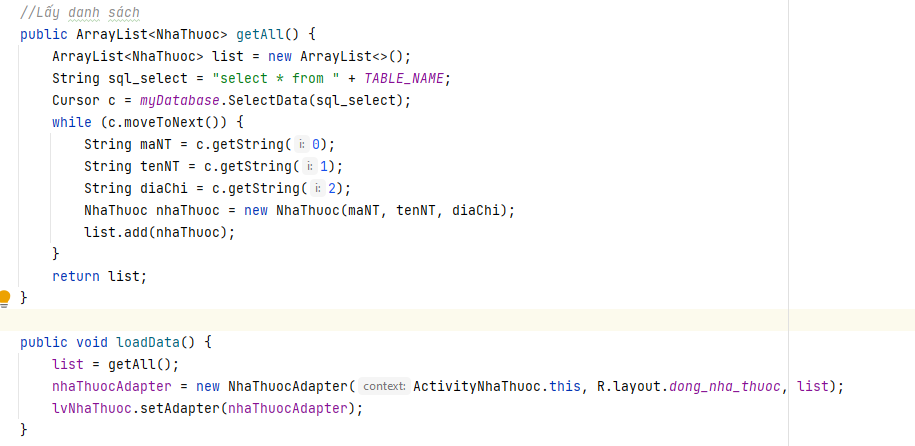 //Lấy danh sách
public ArrayList<NhaThuoc> getAll() {
    ArrayList<NhaThuoc> list = new ArrayList<>();
    String sql_select = "select * from " + TABLE_NAME;
    Cursor c = myDatabase.SelectData(sql_select);
    while (c.moveToNext()) {
        String maNT = c.getString( i: 0);
        String tenNT = c.getString( i: 1);
        String diaChi = c.getString( i: 2);
        NhaThuoc nhaThuoc = new NhaThuoc(maNT, tenNT, diaChi);
        list.add(nhaThuoc);
    }
    return list;
}
public void loadData() {
    list = getAll();
    nhaThuocAdapter = new NhaThuocAdapter( context: ActivityNhaThuoc.this, R.layout.dong_nha_thuoc, list);
    lvNhaThuoc.setAdapter(nhaThuocAdapter);
}